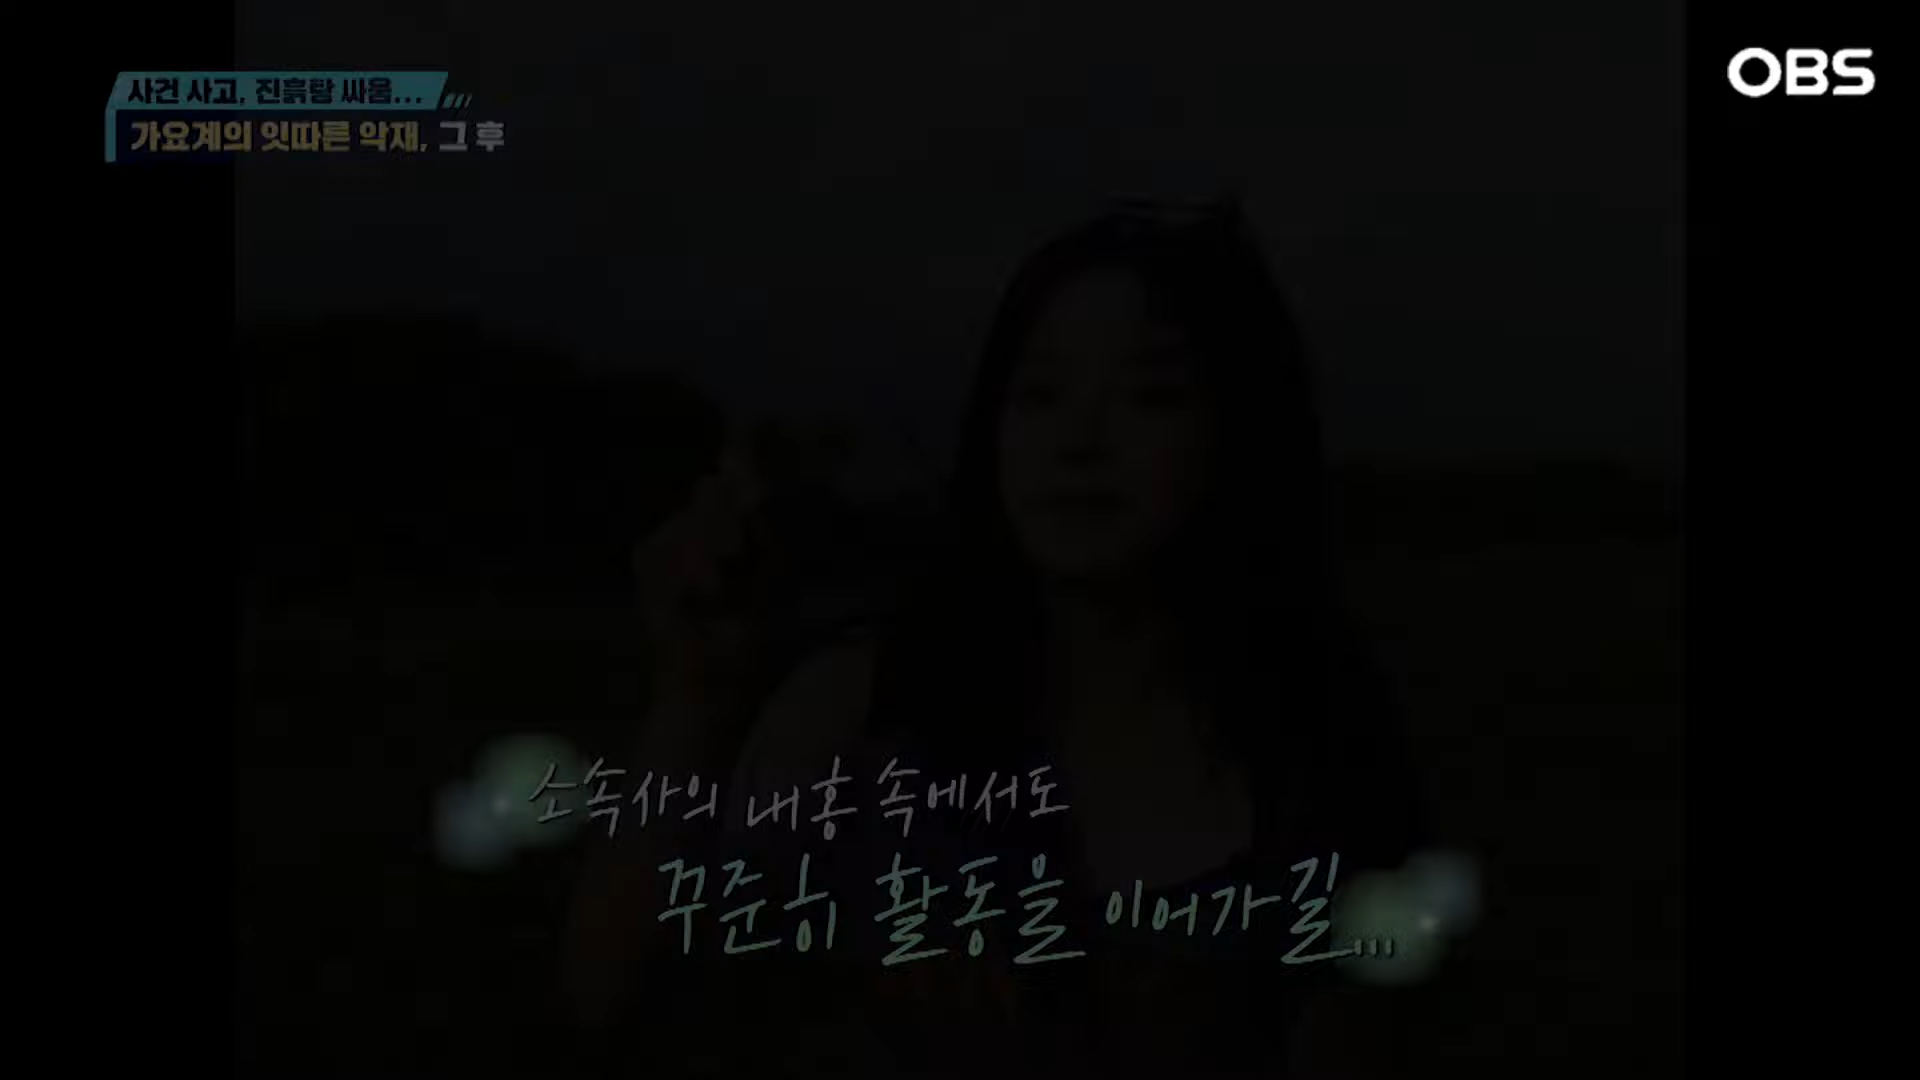 사건 사고, 진흙탕 싸움...
가요계의 잇따른 악재, 그 후
OBS
소속사의 내홍 속에서도
꾸준히 활동을 이어가길...